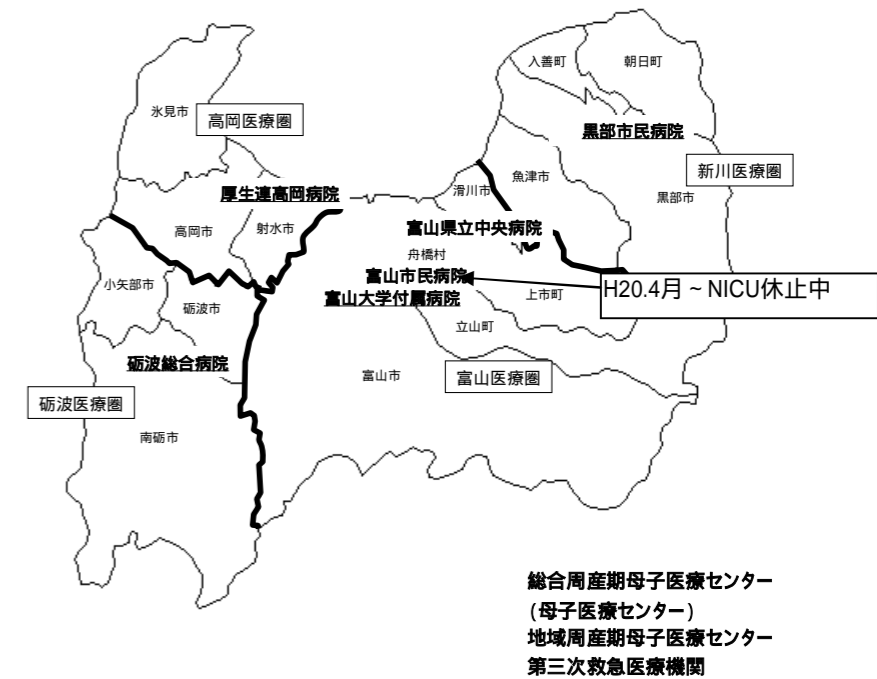 入善町
朝日町
氷見市
高岡医療圏
黒部市民病院
新川医療圏
魚津市
滑川市
厚生連高岡病院
黒部市
高岡市
射水市
富山県立中央病院
舟橋村
小矢部市
富山市民病院
H20.4月 ~ NICU休止中
上市町
砺波市
富山大学付属病院
立山町
砺波総合病院
富山市
富山医療圏
砺波医療圏
南砺市
総合周産期母子医療センター
(母子医療センター)
地域周産期母子医療センター
第三次救急医療機関